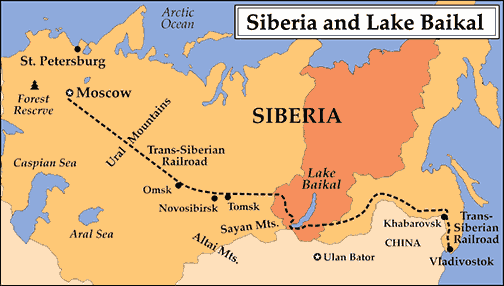 Arctic
Ocean
Siberia and Lake Baikal
St. Petersburg
Moscow
Forest
Reserve
Ural Mountains
SIBERIA
Trans-Siberian
Railroad
Caspian Sea
Lake
Baikal
Omsk
Novosibirsk
Tomsk
Aral Sea
Sayan Mts.
Altai Mts.
Khabarovsk
Trans-
Siberian
Railroad
CHINA
Ulan Bator
Vladivostok